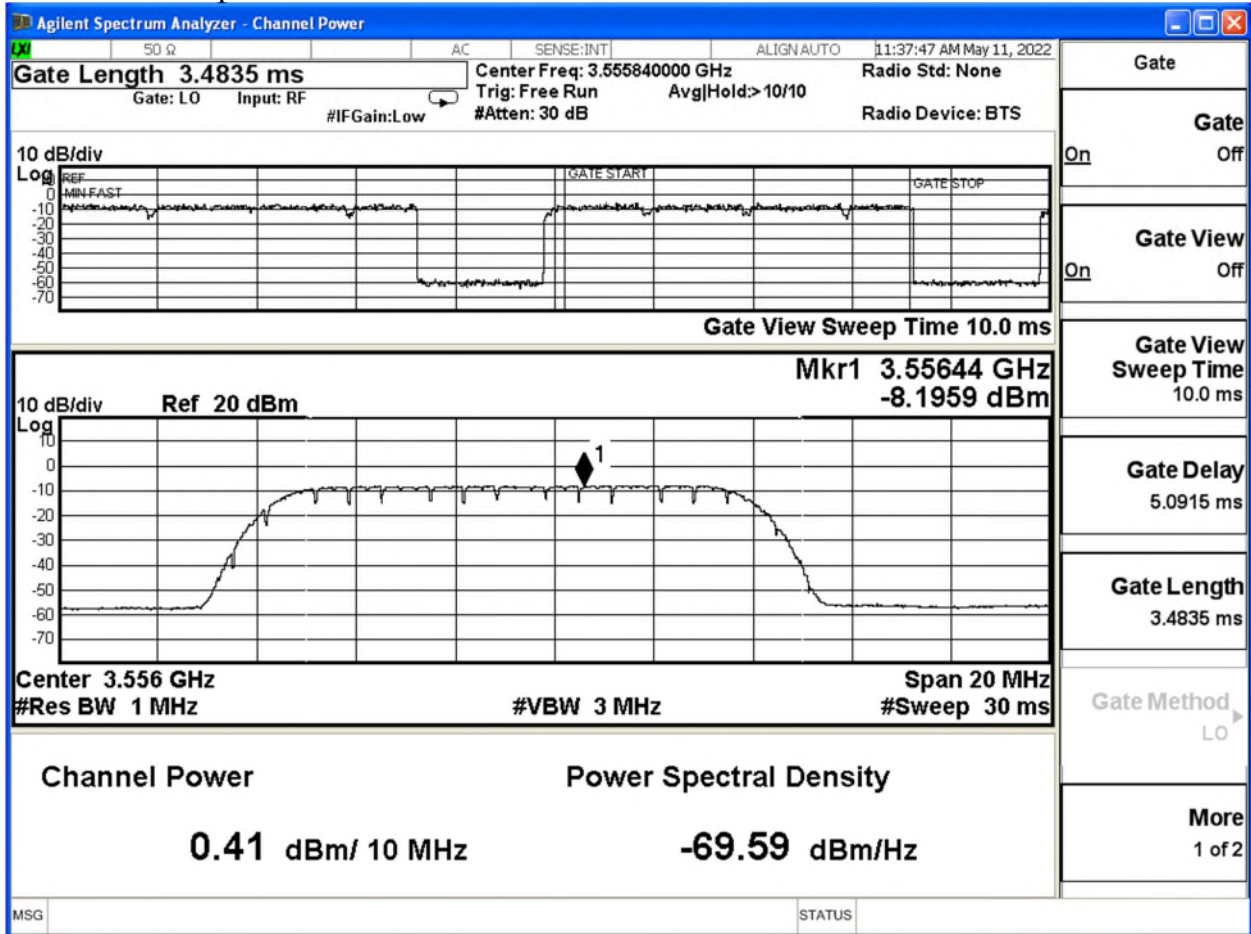 Agilent Spectrum Analyzer - Channel Power
LXI 50 Ω AC SENSE:INT ALIGN AUTO 11:37:47 AM May 11, 2022
Gate Length 3.4835 ms
Gate: LO Input: RF
#IFGain:Low
Center Freq: 3.555840000 GHz
Trig: Free Run Avg|Hold:> 10/10
#Atten: 30 dB
Radio Std: None
Radio Device: BTS
10 dB/div
Log
REF
MIN FAST
GATE START
GATE STOP
0
-10
-20
-30
-40
-50
-60
-70
Gate View Sweep Time 10.0 ms
Mkr1 3.55644 GHz
-8.1959 dBm
10 dB/div Ref 20 dBm
Log
10
0
-10
-20
-30
-40
-50
-60
-70
1
Center 3.556 GHz Span 20 MHz
#Res BW 1 MHz #VBW 3 MHz #Sweep 30 ms
Channel Power Power Spectral Density
0.41 dBm/ 10 MHz -69.59 dBm/Hz
MSG STATUS
Gate
Gate
On Off
Gate View
On Off
Gate View
Sweep Time
10.0 ms
Gate Delay
5.0915 ms
Gate Length
3.4835 ms
Gate Method
LO
More
1 of 2